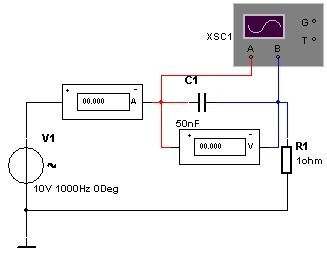 XSC1
G
T
A B
C1
+ -
00.000 A
50nF
+ -
00.000 V
V1
R1
1ohm
10V 1000Hz 0Deg